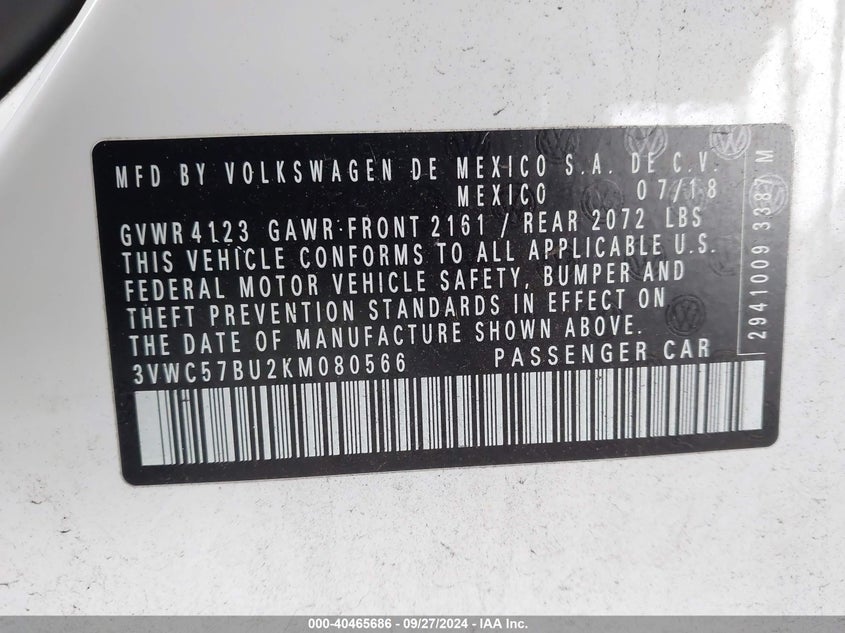 MFD BY VOLKSWAGEN DE MEXICO S.A. DE C.V.
MEXICO 07/18
GVWR 4123 GAWR FRONT 2161 / REAR 2072 LBS
THIS VEHICLE CONFORMS TO ALL APPLICABLE U.S.
FEDERAL MOTOR VEHICLE SAFETY, BUMPER AND
THEFT PREVENTION STANDARDS IN EFFECT ON
THE DATE OF MANUFACTURE SHOWN ABOVE.
3VWC57BU2KM080566 PASSENGER CAR
2941009 3387 M
000-40465686 | 09/27/2024 | IAA Inc.